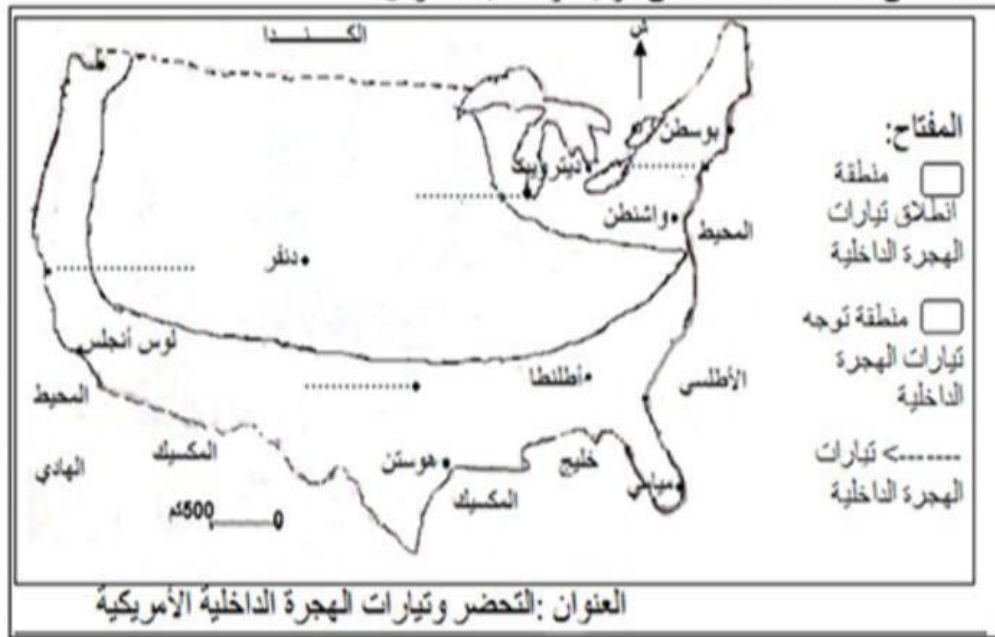 الكنــدا
ش
المفتاح:
منطقة
انطلاق تيارات
الهجرة الداخلية
منطقة توجه
تيارات الهجرة
الداخلية
-------> تيارات
الهجرة الداخلية
بوسطن
ديترويت
....................
....................
واشنطن
المحيط
الأطلسي
دنفر
....................
لوس أنجلس
أطلنطا
....................
المحيط
الهادي
المكسيك
هوستن
خليج
المكسيك
ميامي
500كم 0
العنوان :التحضر وتيارات الهجرة الداخلية الأمريكية